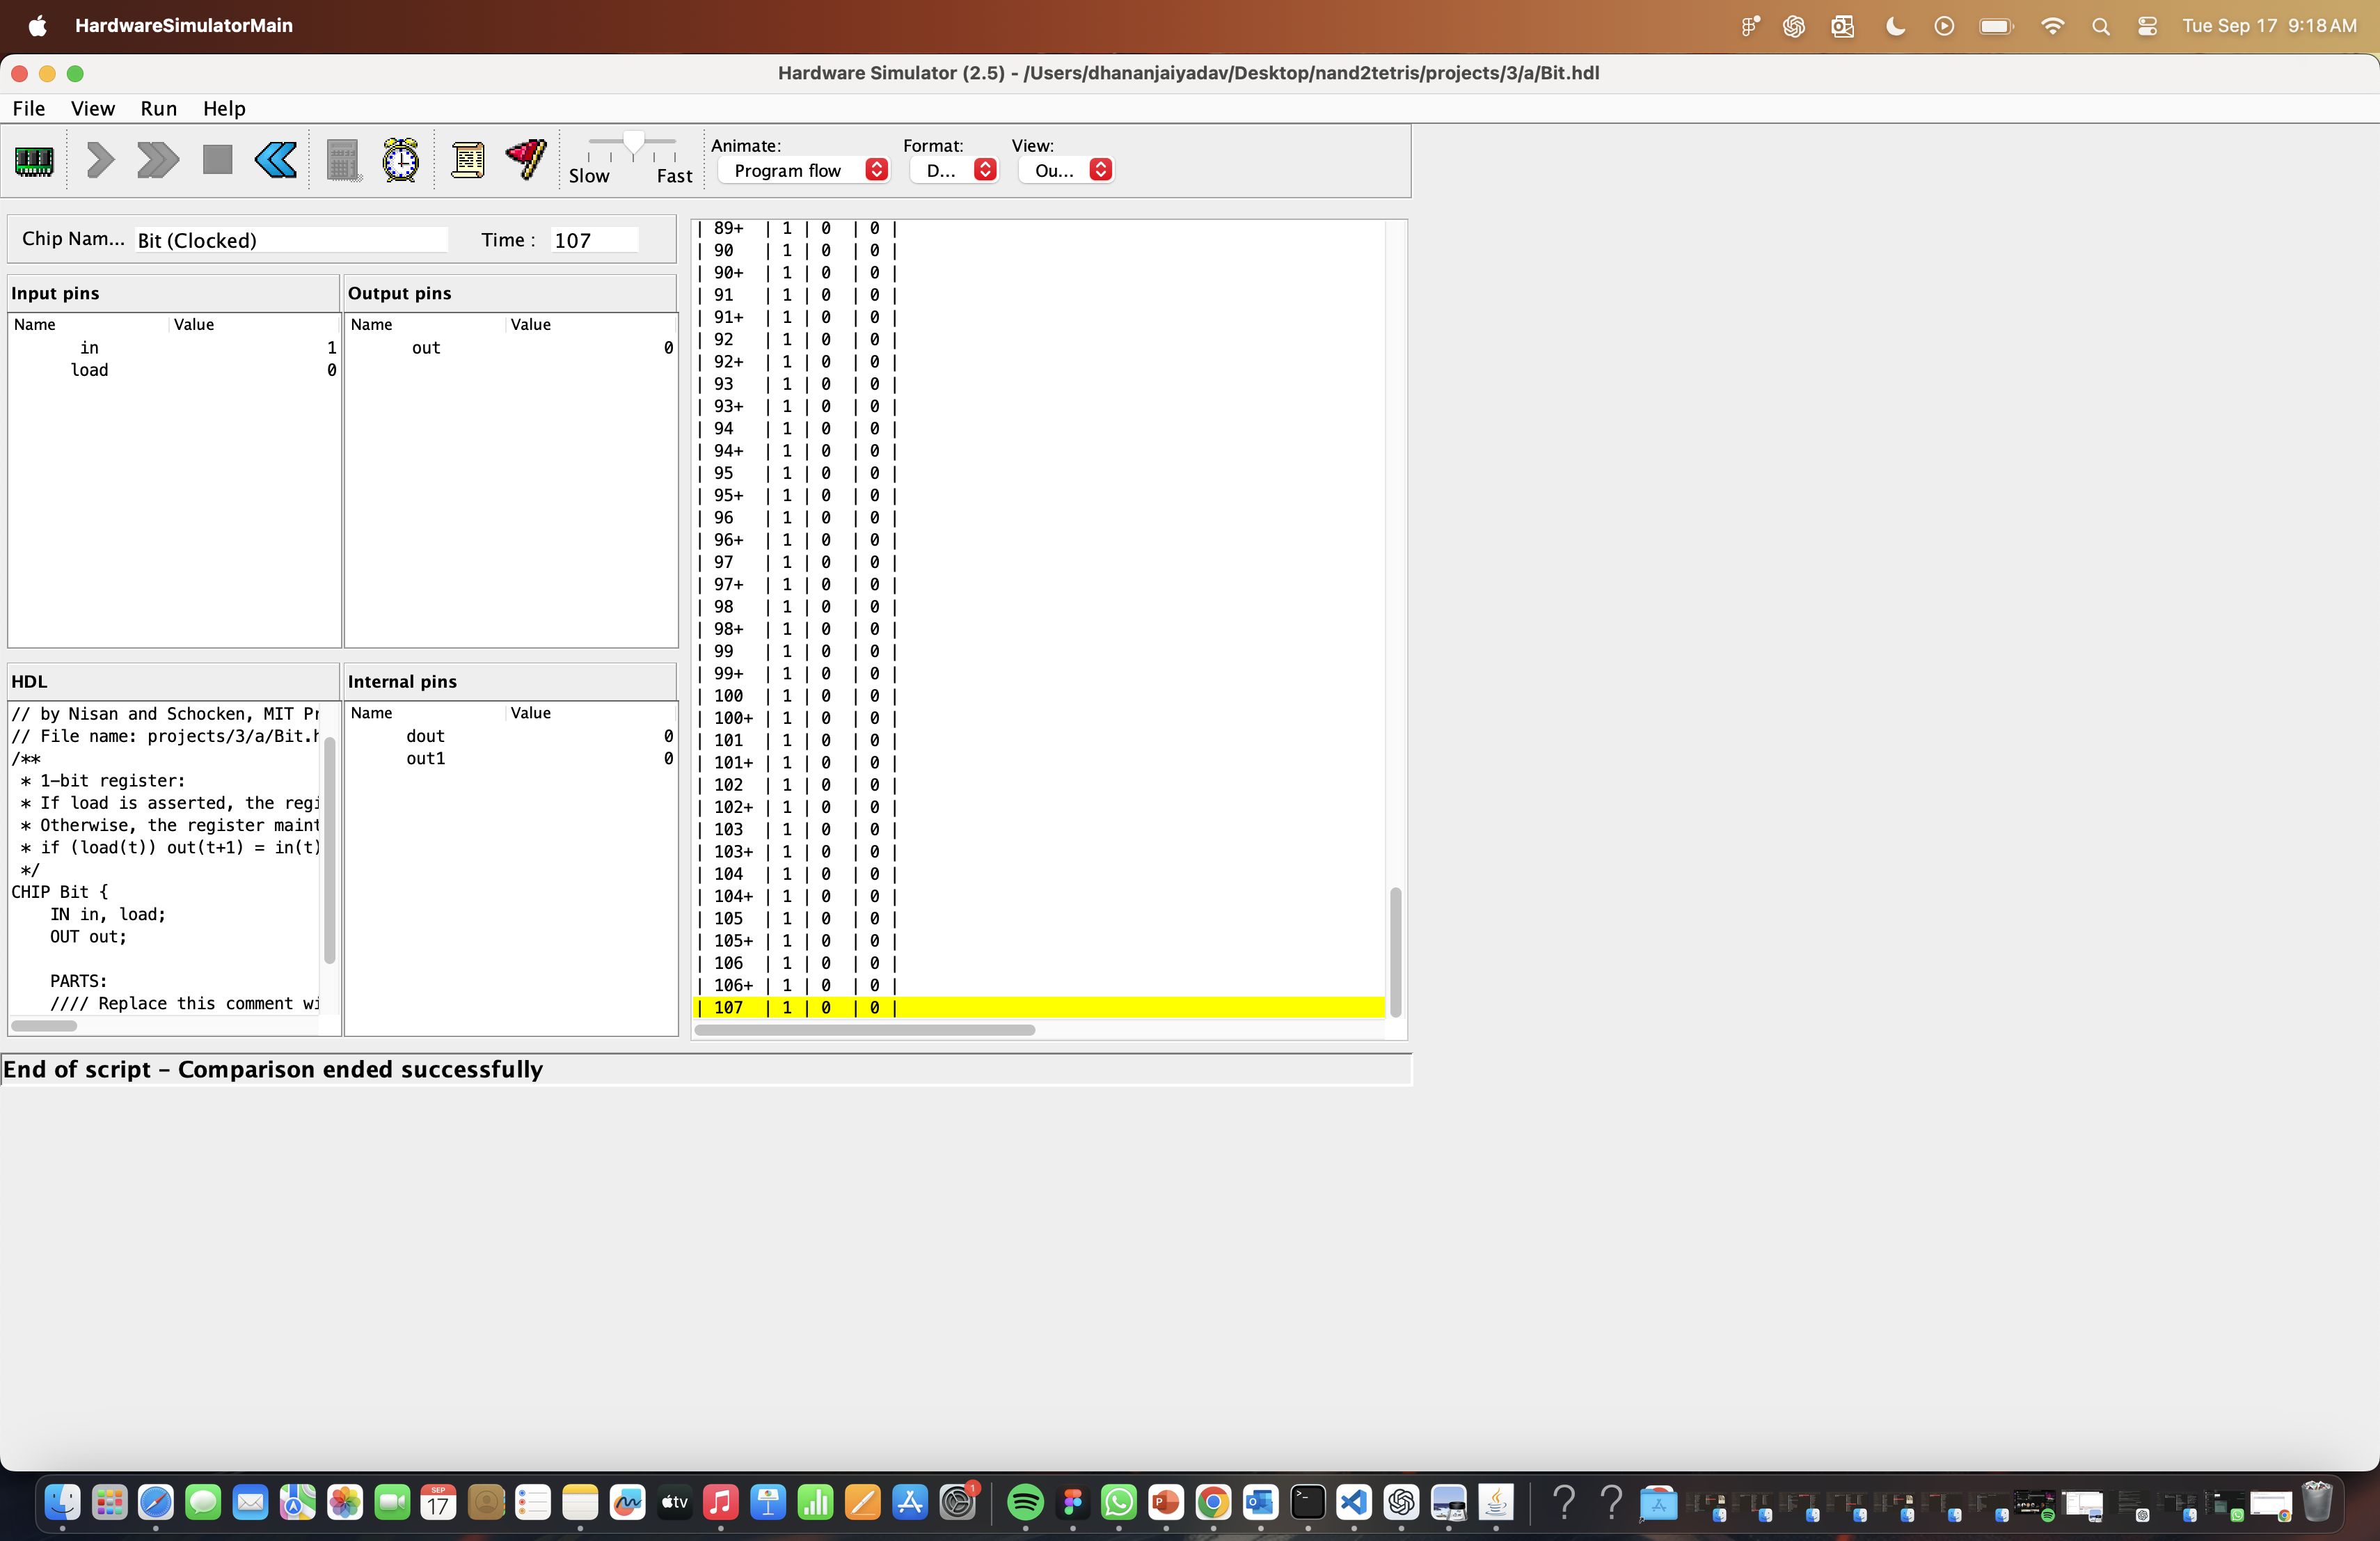 HardwareSimulatorMain
Tue Sep 17 9:18 AM
Hardware Simulator (2.5) - /Users/dhananjaiyadav/Desktop/nand2tetris/projects/3/a/Bit.hdl
File View Run Help
Slow Fast
Animate: Program flow
Format: D...
View: Ou...
Chip Nam... Bit (Clocked) Time : 107
Input pins
Name Value
in 1
load 0
Output pins
Name Value
out 0
HDL
// by Nisan and Schocken, MIT Pr
// File name: projects/3/a/Bit.h
/**
* 1-bit register:
* If load is asserted, the regi
* Otherwise, the register maint
* if (load(t)) out(t+1) = in(t)
*/
CHIP Bit {
IN in, load;
OUT out;
PARTS:
//// Replace this comment wi
Internal pins
Name Value
dout 0
out1 0
| 89+ | 1 | 0 | 0 |
| 90 | 1 | 0 | 0 |
| 90+ | 1 | 0 | 0 |
| 91 | 1 | 0 | 0 |
| 91+ | 1 | 0 | 0 |
| 92 | 1 | 0 | 0 |
| 92+ | 1 | 0 | 0 |
| 93 | 1 | 0 | 0 |
| 93+ | 1 | 0 | 0 |
| 94 | 1 | 0 | 0 |
| 94+ | 1 | 0 | 0 |
| 95 | 1 | 0 | 0 |
| 95+ | 1 | 0 | 0 |
| 96 | 1 | 0 | 0 |
| 96+ | 1 | 0 | 0 |
| 97 | 1 | 0 | 0 |
| 97+ | 1 | 0 | 0 |
| 98 | 1 | 0 | 0 |
| 98+ | 1 | 0 | 0 |
| 99 | 1 | 0 | 0 |
| 99+ | 1 | 0 | 0 |
| 100 | 1 | 0 | 0 |
| 100+ | 1 | 0 | 0 |
| 101 | 1 | 0 | 0 |
| 101+ | 1 | 0 | 0 |
| 102 | 1 | 0 | 0 |
| 102+ | 1 | 0 | 0 |
| 103 | 1 | 0 | 0 |
| 103+ | 1 | 0 | 0 |
| 104 | 1 | 0 | 0 |
| 104+ | 1 | 0 | 0 |
| 105 | 1 | 0 | 0 |
| 105+ | 1 | 0 | 0 |
| 106 | 1 | 0 | 0 |
| 106+ | 1 | 0 | 0 |
| 107 | 1 | 0 | 0 |
End of script – Comparison ended successfully
SEP
17
tv
1